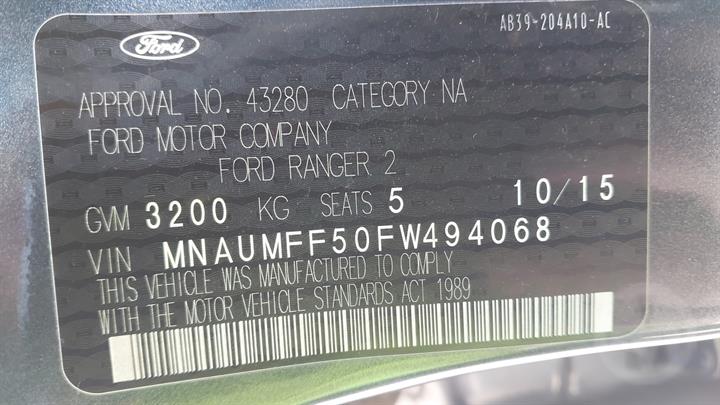 Ford
AB39-204A10-AC
APPROVAL NO. 43280 CATEGORY NA
FORD MOTOR COMPANY
FORD RANGER 2
GVM 3200 KG SEATS 5 10/15
VIN MNAUMFF50FW494068
THIS VEHICLE WAS MANUFACTURED TO COMPLY
WITH THE MOTOR VEHICLE STANDARDS ACT 1989